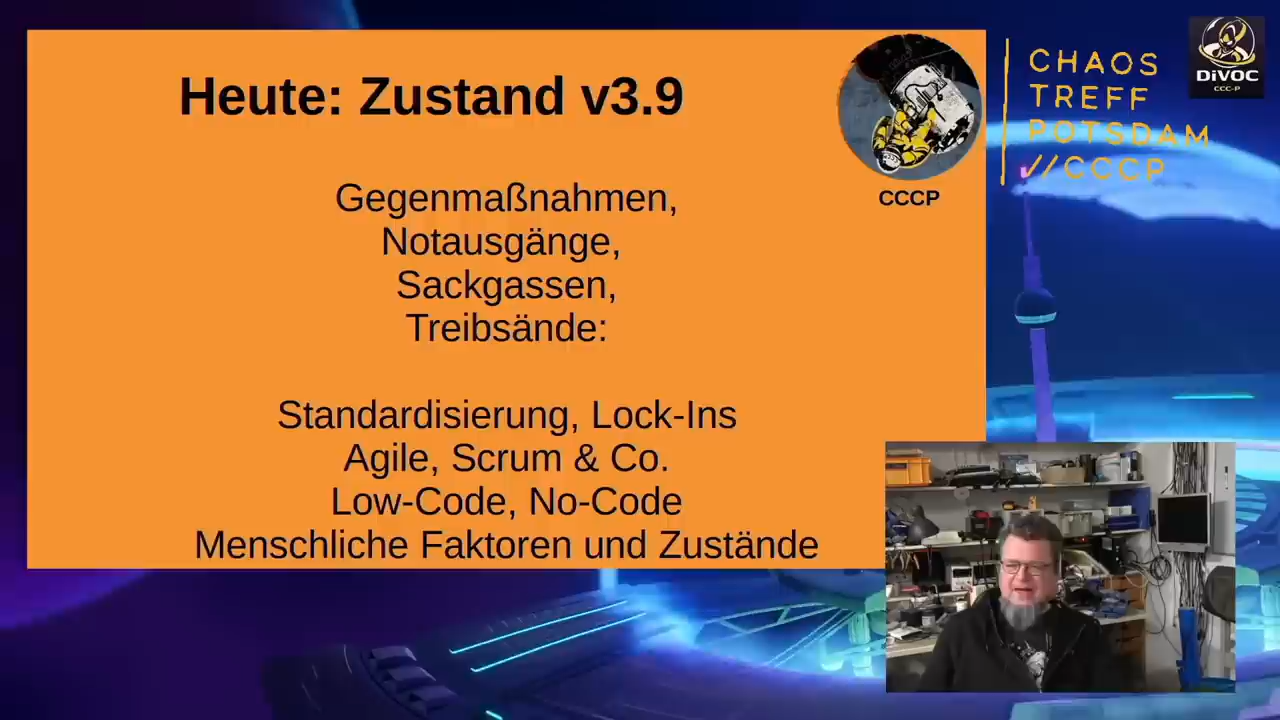 Heute: Zustand v3.9
Gegenmaßnahmen,
Notausgänge,
Sackgassen,
Treibsände:
Standardisierung, Lock-Ins
Agile, Scrum & Co.
Low-Code, No-Code
Menschliche Faktoren und Zustände
CCCP
CHAOS
TREFF
POTSDAM
//CCCP
DiVOC
CCC-P